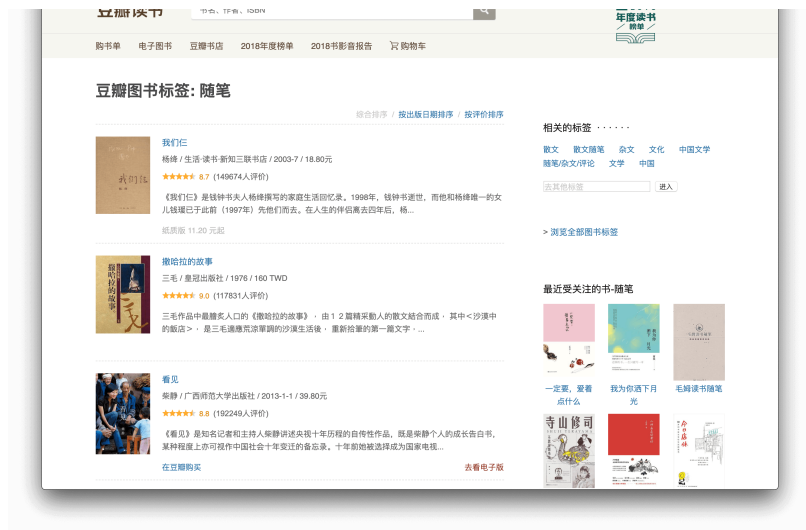 豆瓣读书
书名、作者、ISBN
年度读书
榜单
购书单 电子图书 豆瓣书店 2018年度榜单 2018书影音报告 购物车
豆瓣图书标签: 随笔
综合排序 / 按出版日期排序 / 按评价排序
我们仨
杨绛 / 生活·读书·新知三联书店 / 2003-7 / 18.80元
8.7 (149674人评价)
《我们仨》是钱钟书夫人杨绛撰写的家庭生活回忆录。1998年，钱钟书逝世，而他和杨绛唯一的女
儿钱瑗已于此前（1997年）先他们而去。在人生的伴侣离去四年后，杨...
纸质版 11.20 元起
撒哈拉的故事
撒哈拉的故事
三毛 / 皇冠出版社 / 1976 / 160 TWD
9.0 (117831人评价)
三毛作品中最膾炙人口的《撒哈拉的故事》，由１２篇精采動人的散文結合而成，其中＜沙漠中
的飯店＞，是三毛適應荒涼單調的沙漠生活後，重新拾筆的第一篇文字，...
看见
柴静 / 广西师范大学出版社 / 2013-1-1 / 39.80元
8.8 (192249人评价)
《看见》是知名记者和主持人柴静讲述央视十年历程的自传性作品，既是柴静个人的成长告白书，
某种程度上亦可视作中国社会十年变迁的备忘录。十年前她被选择成为国家电视...
在豆瓣购买 去看电子版
相关的标签 · · · · · ·
散文 散文随笔 杂文 文化 中国文学
随笔/杂文/评论 文学 中国
去其他标签 进入
> 浏览全部图书标签
最近受关注的书-随笔
一定要，爱着
点什么
我为你洒下月
光
毛姆读书随笔
寺山修司